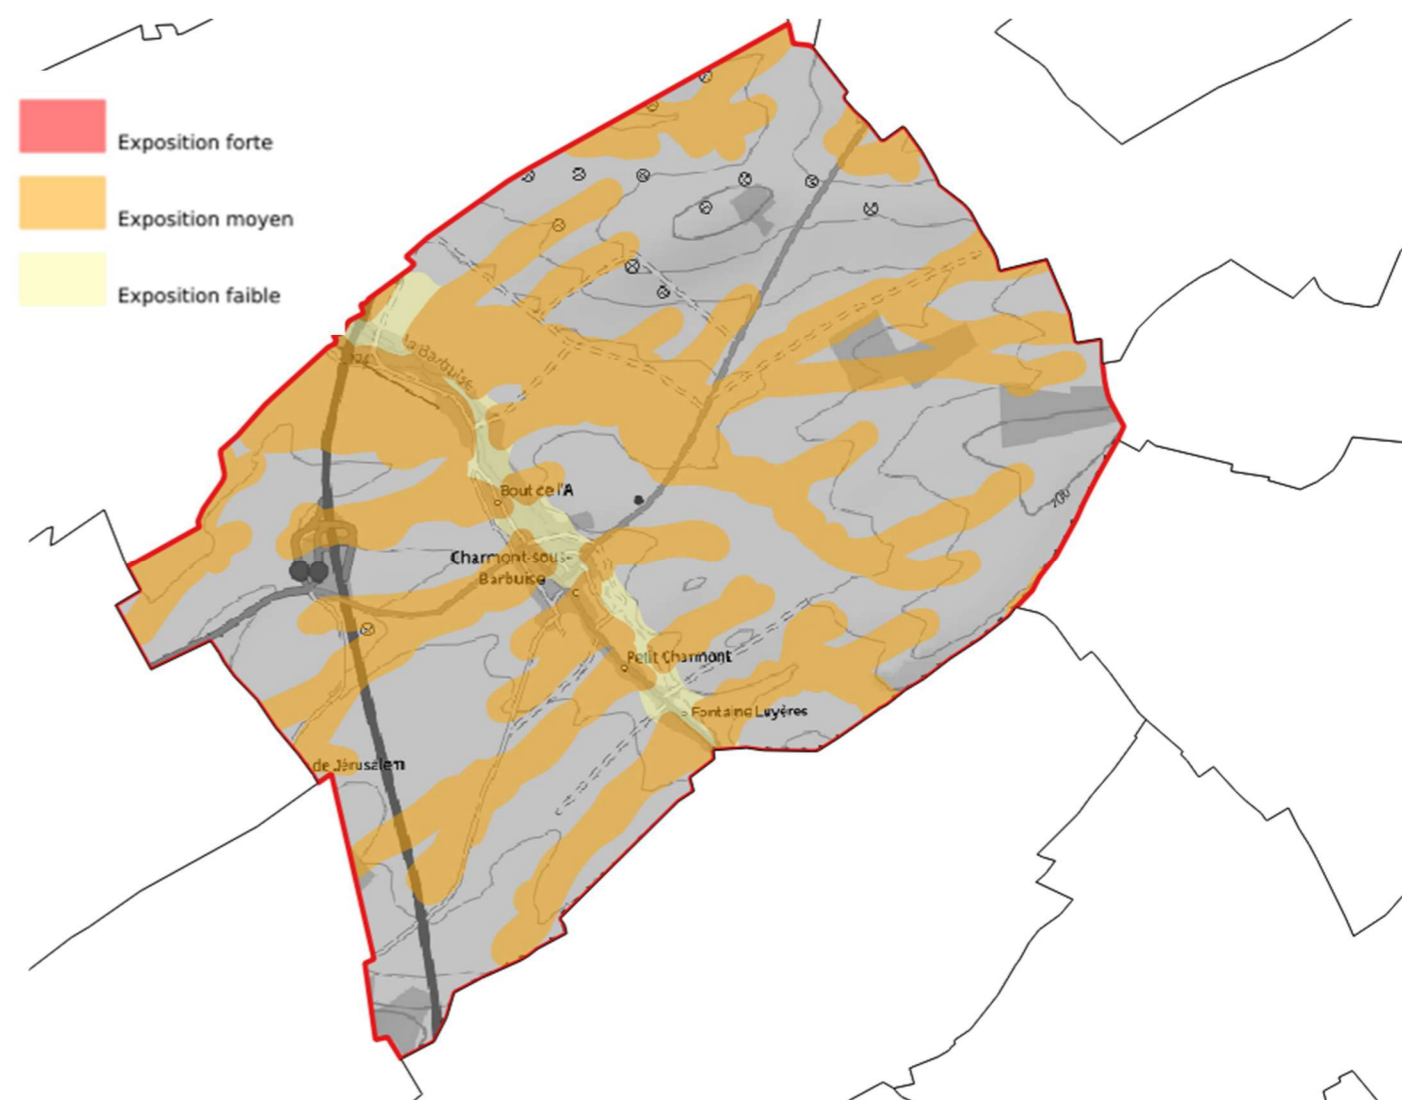 Exposition forte
Exposition moyen
Exposition faible
la Barbuise
Bout de l'A
200
Charmont-sous-
Barbuise
Petit Charmont
Fontaine Luyères
de Jérusalem